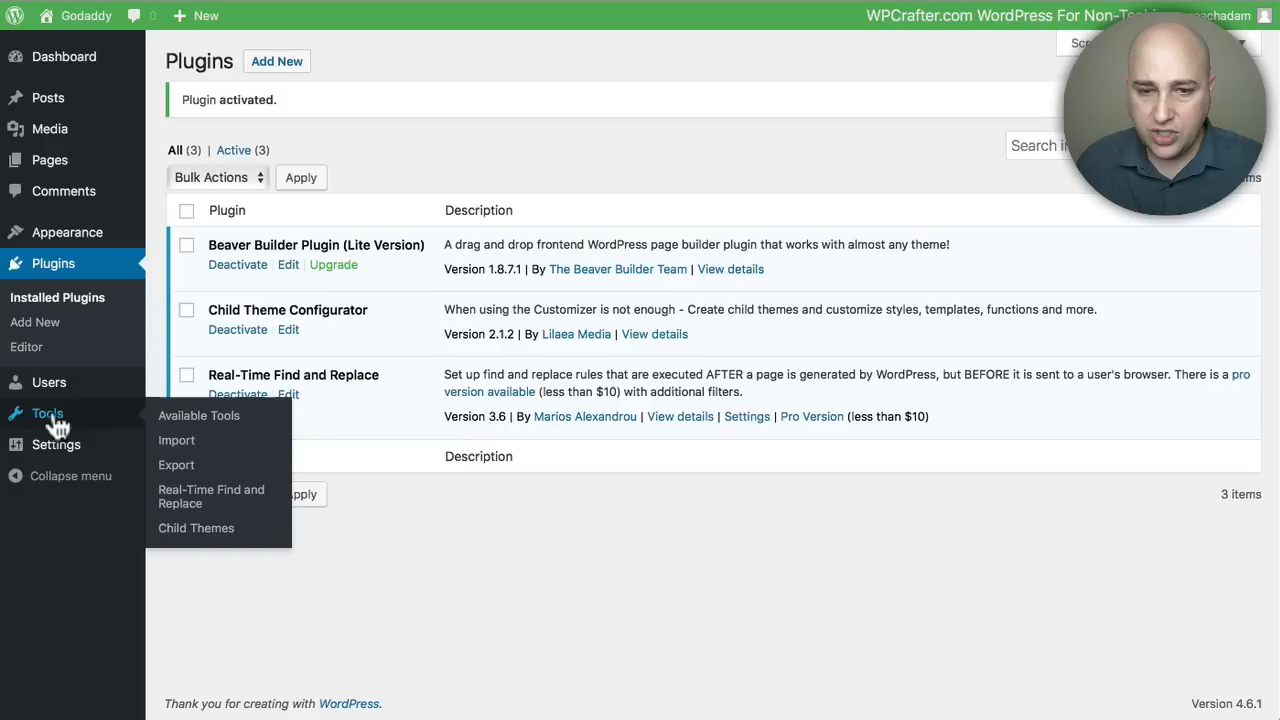 Godaddy 0 New WPCrafter.com WordPress For Non-Te
Dashboard
Posts
Media
Pages
Comments
Appearance
Plugins
Installed Plugins
Add New
Editor
Users
Tools
Settings
Collapse menu
Available Tools
Import
Export
Real-Time Find and
Replace
Child Themes
Plugins Add New
Plugin activated.
All (3) | Active (3)
Bulk Actions Apply
Search in
Plugin Description
Beaver Builder Plugin (Lite Version) A drag and drop frontend WordPress page builder plugin that works with almost any theme!
Deactivate | Edit | Upgrade Version 1.8.7.1 | By The Beaver Builder Team | View details
Child Theme Configurator When using the Customizer is not enough - Create child themes and customize styles, templates, functions and more.
Deactivate | Edit Version 2.1.2 | By Lilaea Media | View details
Real-Time Find and Replace Set up find and replace rules that are executed AFTER a page is generated by WordPress, but BEFORE it is sent to a user's browser. There is a pro
Deactivate | Edit version available (less than $10) with additional filters.
Version 3.6 | By Marios Alexandrou | View details | Settings | Pro Version (less than $10)
Description
Apply 3 items
Thank you for creating with WordPress. Version 4.6.1